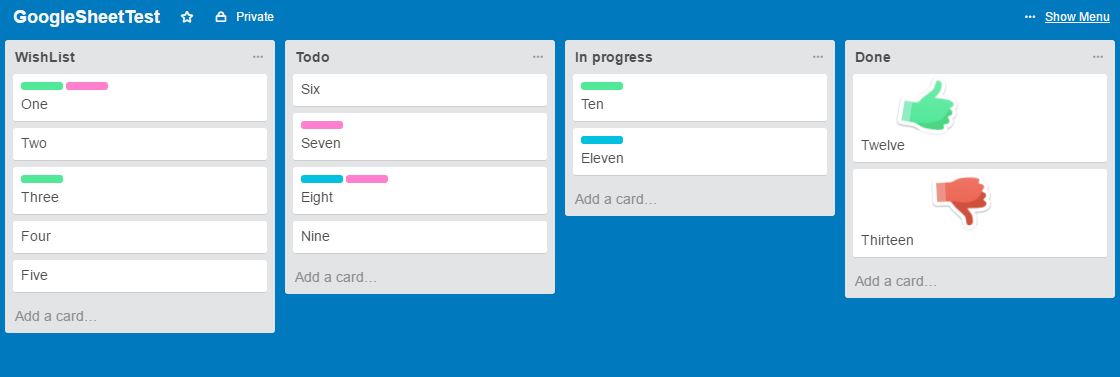 GoogleSheetTest Private ... Show Menu
WishList ...
One
Two
Three
Four
Five
Add a card…
Todo ...
Six
Seven
Eight
Nine
Add a card…
In progress ...
Ten
Eleven
Add a card…
Done ...
Twelve
Thirteen
Add a card…